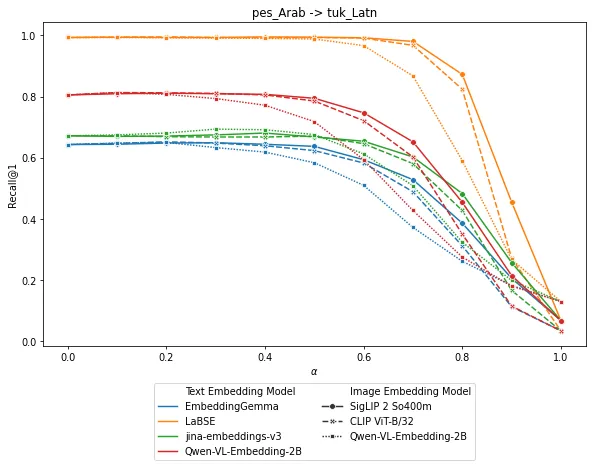 pes_Arab -> tuk_Latn
Recall@1
1.0
0.8
0.6
0.4
0.2
0.0
0.0 0.2 0.4 0.6 0.8 1.0
α
Text Embedding Model
EmbeddingGemma
LaBSE
jina-embeddings-v3
Qwen-VL-Embedding-2B
Image Embedding Model
SigLIP 2 So400m
CLIP ViT-B/32
Qwen-VL-Embedding-2B